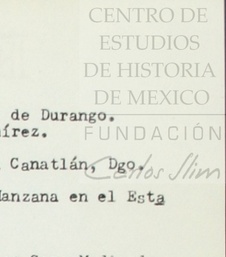 CENTRO DE
ESTUDIOS
DE HISTORIA
DE MEXICO
FUNDACIÓN
Carlos Slim
de Durango.
írez.
Canatlán, Dgo.
anzana en el Esta